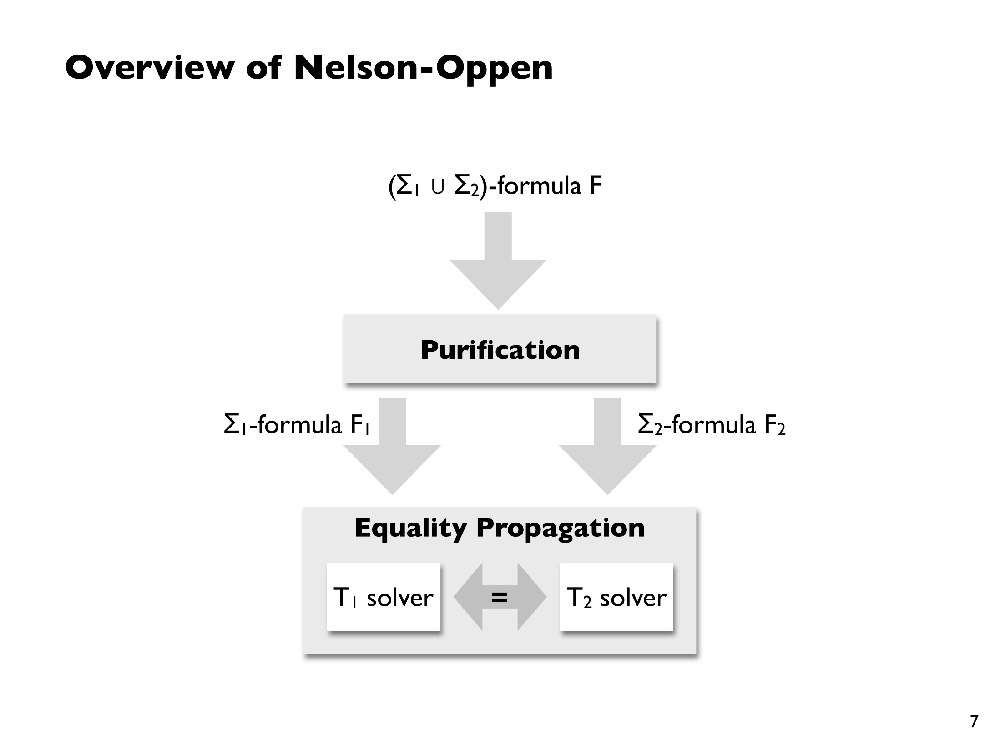 Overview of Nelson-Oppen
(Σ₁ ∪ Σ₂)-formula F
Purification
Σ₁-formula F₁
Σ₂-formula F₂
Equality Propagation
T₁ solver
=
T₂ solver
7